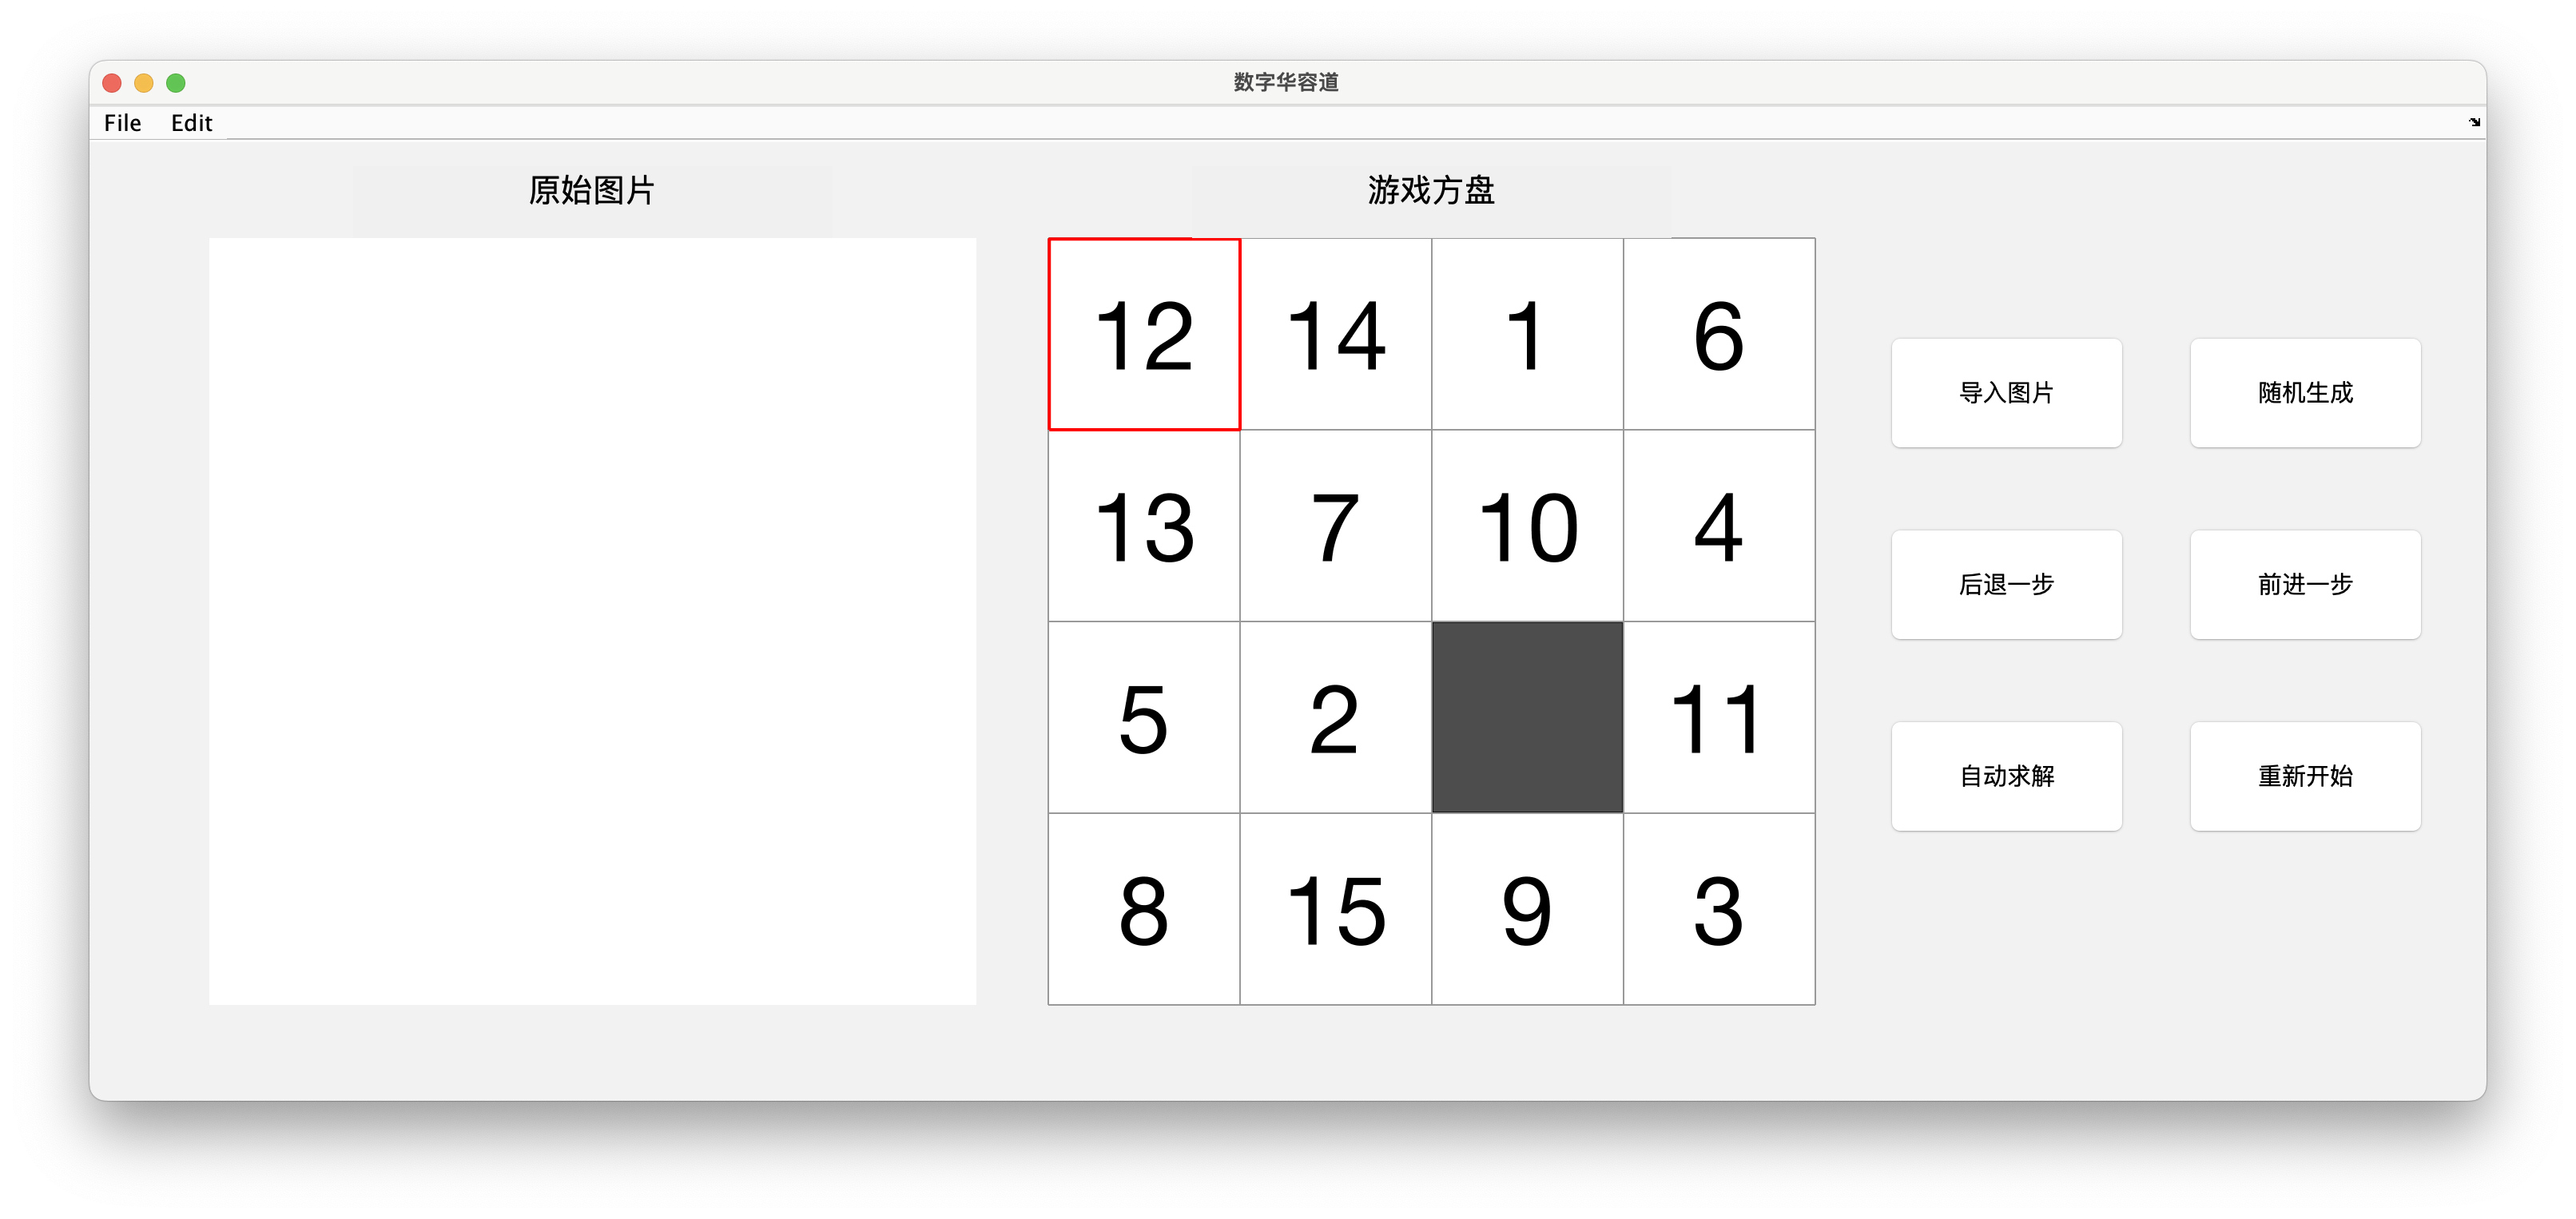 数字华容道
File Edit
原始图片 游戏方盘
12 14 1 6
导入图片 随机生成
13 7 10 4
后退一步 前进一步
5 2 11
自动求解 重新开始
8 15 9 3